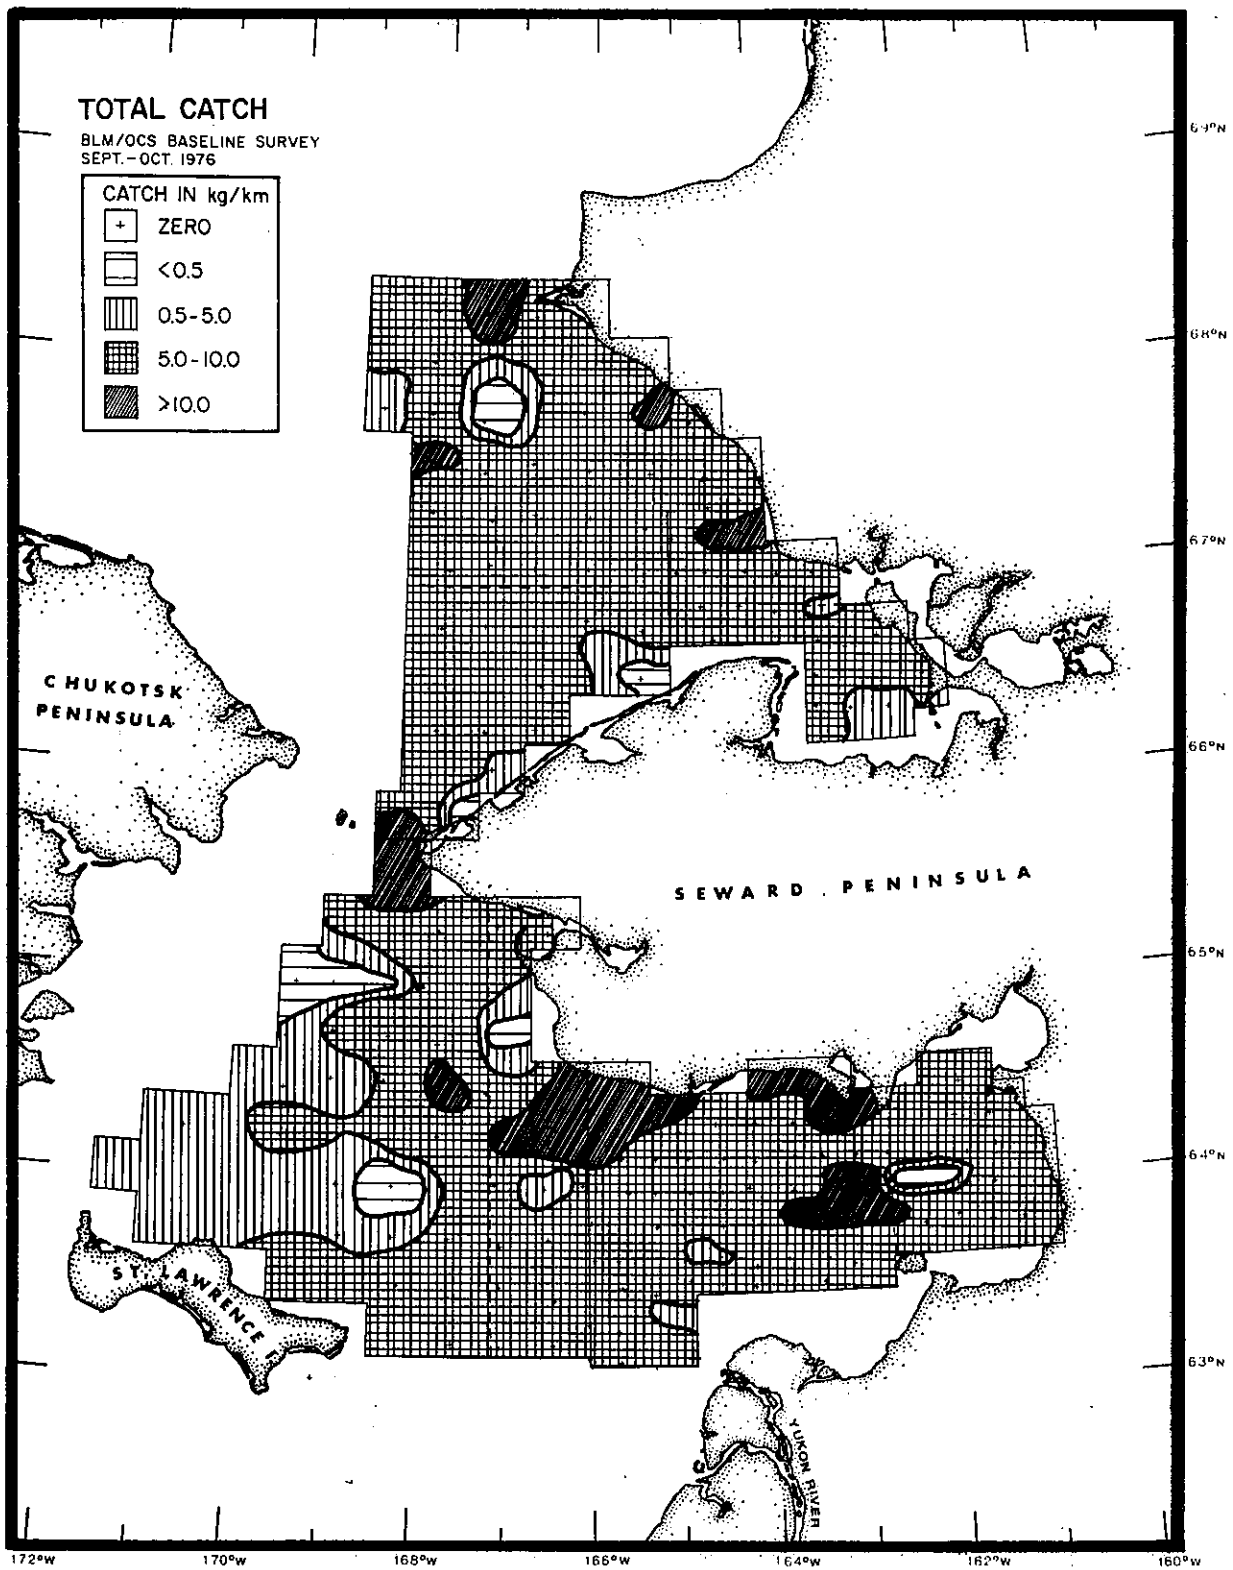 TOTAL CATCH
BLM/OCS BASELINE SURVEY
SEPT.-OCT. 1976
CATCH IN kg/km
ZERO
<0.5
0.5-5.0
5.0-10.0
>10.0
69°N
68°N
67°N
66°N
65°N
64°N
63°N
CHUKOTSK
PENINSULA
SEWARD PENINSULA
ST. LAWRENCE I.
YUKON RIVER
172°W
170°W
168°W
166°W
164°W
162°W
160°W